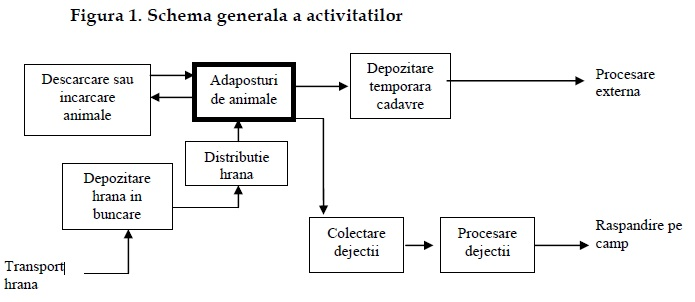 Figura 1. Schema generala a activitatilor
Descarcare sau
incarcare
animale
Adaposturi
de animale
Depozitare
temporara
cadavre
Procesare
externa
Distributie
hrana
Depozitare
hrana in
buncare
Colectare
dejectii
Procesare
dejectii
Raspandire pe
camp
Transport
hrana